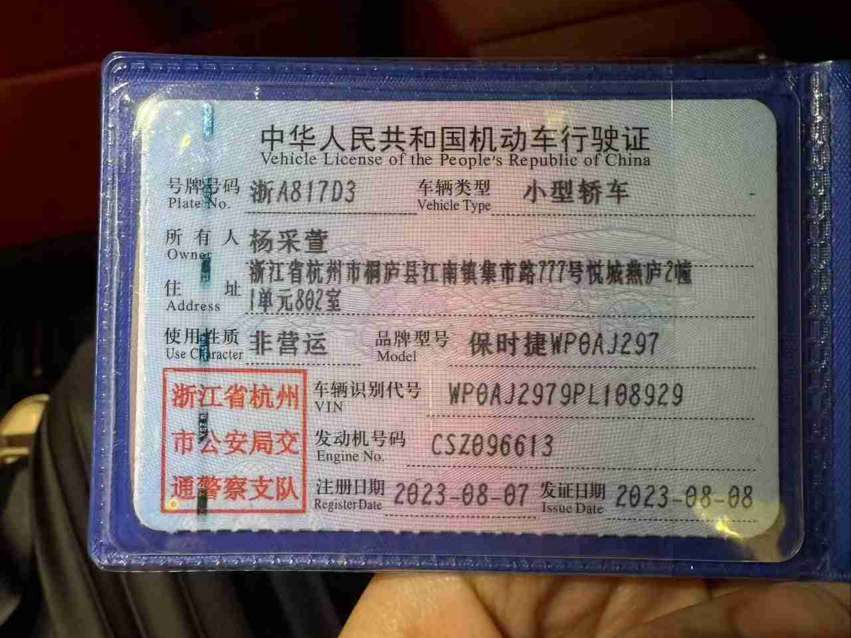 中华人民共和国机动车行驶证
Vehicle License of the People's Republic of China
号牌号码 浙A817D3 车辆类型 小型轿车
Plate No. Vehicle Type
所有人 杨采萱
Owner
浙江省杭州市桐庐县江南镇集市路777号悦城燕庐2幢
住址 1单元802室
Address
使用性质 非营运 品牌型号 保时捷WP0AJ297
Use Character Model
浙江省杭州 车辆识别代号 WP0AJ2979PL108929
VIN
市公安局交 发动机号码 CSZ096613
Engine No.
通警察支队 注册日期 2023-08-07 发证日期 2023-08-08
Register Date Issue Date